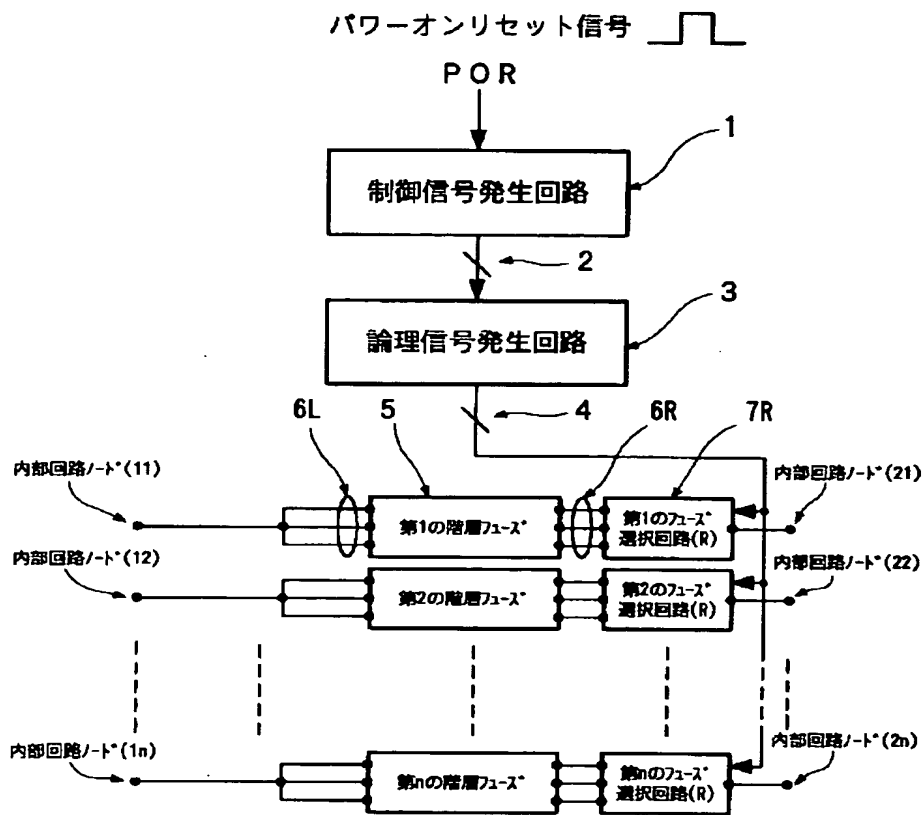 パワーオンリセット信号
POR
1
制御信号発生回路
2
3
論理信号発生回路
6L
5
4
6R
7R
内部回路ﾉｰﾄﾞ(11)
内部回路ﾉｰﾄﾞ(21)
第1の階層ﾌｭｰｽﾞ
第1のﾌｭｰｽﾞ
選択回路(R)
内部回路ﾉｰﾄﾞ(12)
内部回路ﾉｰﾄﾞ(22)
第2の階層ﾌｭｰｽﾞ
第2のﾌｭｰｽﾞ
選択回路(R)
内部回路ﾉｰﾄﾞ(1n)
内部回路ﾉｰﾄﾞ(2n)
第nの階層ﾌｭｰｽﾞ
第nのﾌｭｰｽﾞ
選択回路(R)